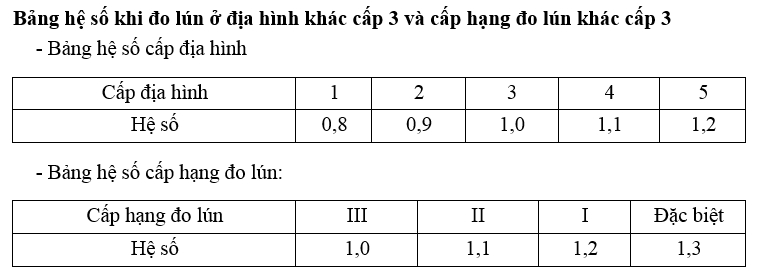 Bảng hệ số khi đo lún ở địa hình khác cấp 3 và cấp hạng đo lún khác cấp 3
- Bảng hệ số cấp địa hình
Cấp địa hình 1 2 3 4 5
Hệ số 0,8 0,9 1,0 1,1 1,2
- Bảng hệ số cấp hạng đo lún:
Cấp hạng đo lún III II I Đặc biệt
Hệ số 1,0 1,1 1,2 1,3